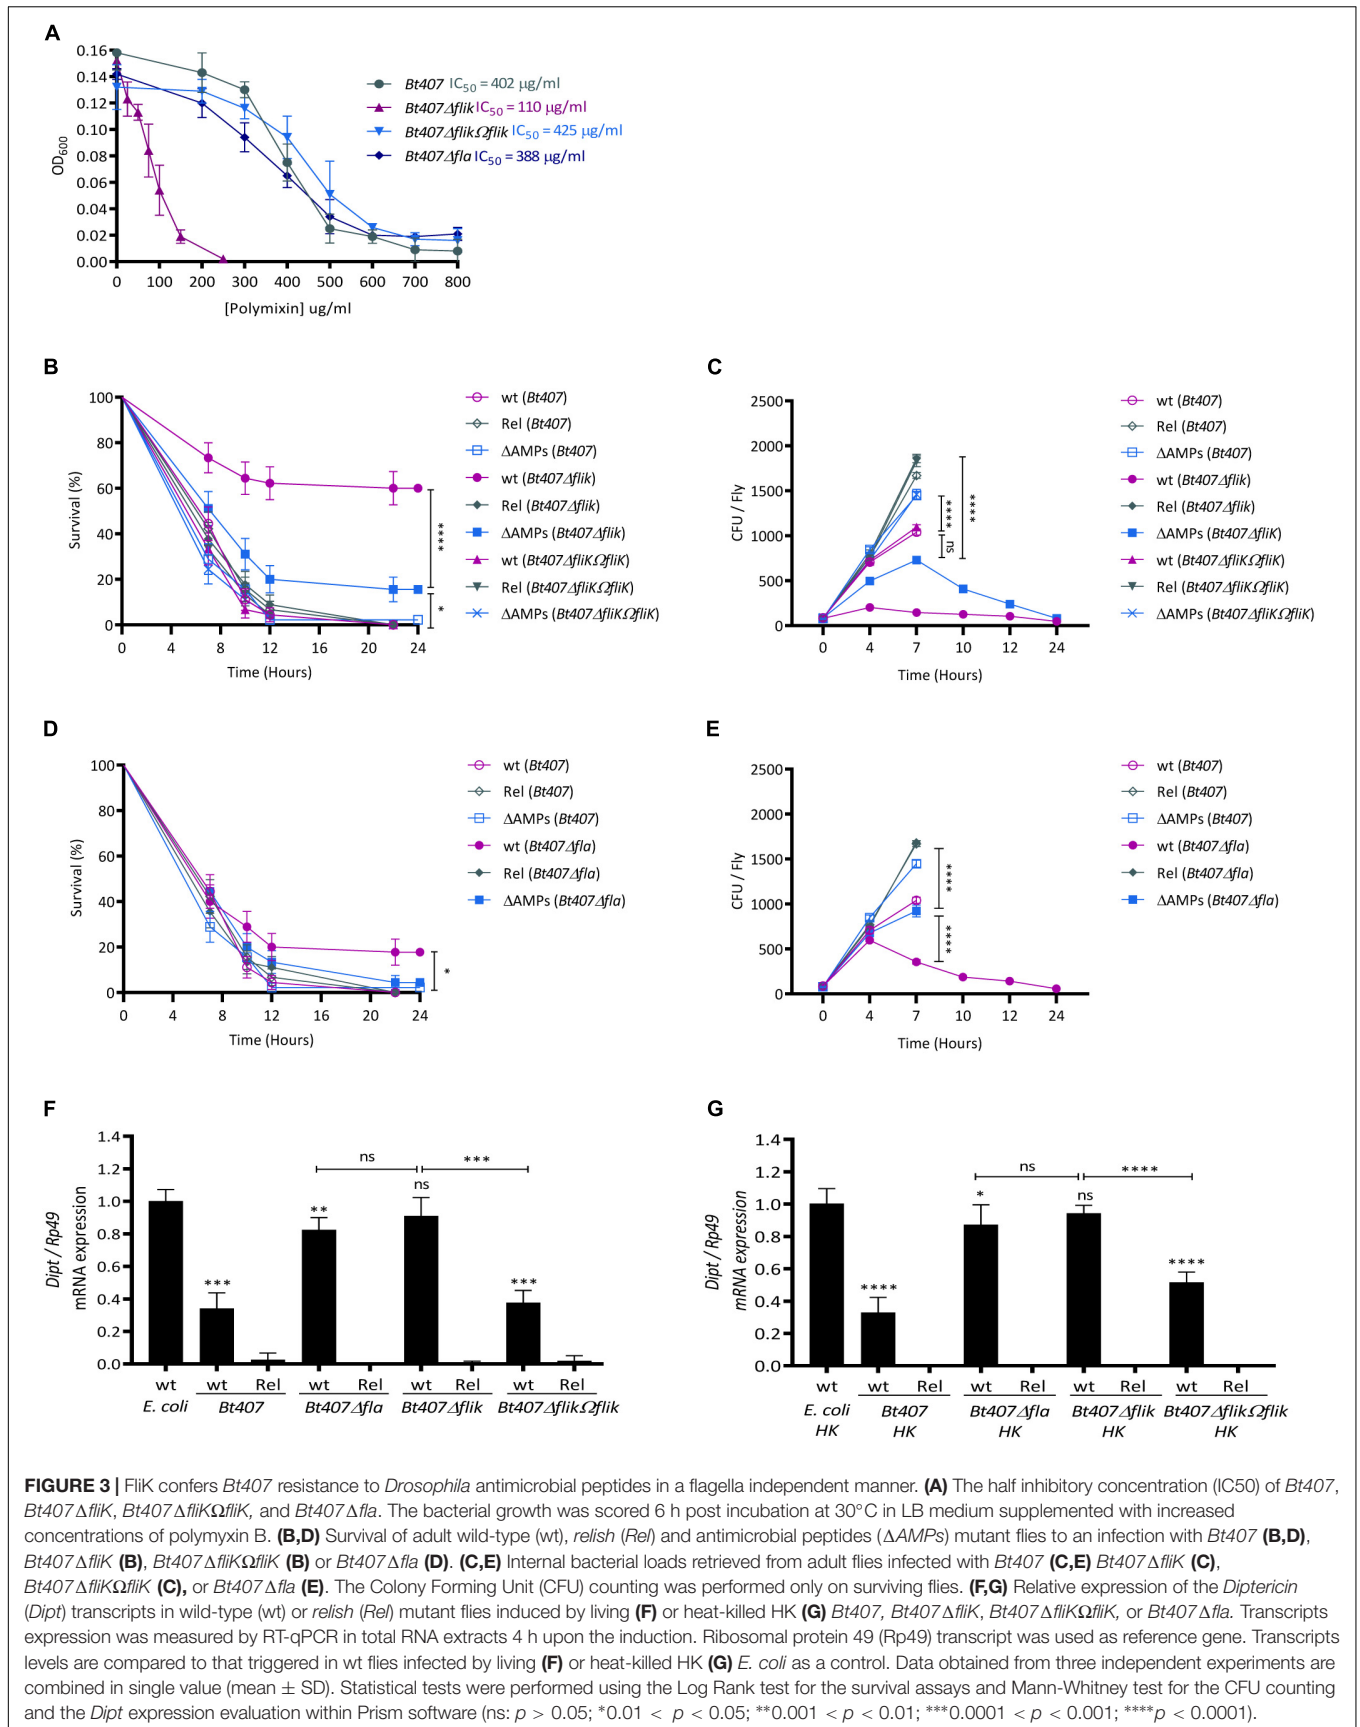 A
0.16
0.14
0.12
0.10
0.08
0.06
0.04
0.02
0.00
OD600
0 100 200 300 400 500 600 700 800
[Polymixin] ug/ml
Bt407 IC50 = 402 µg/ml
Bt407Δflik IC50 = 110 µg/ml
Bt407ΔflikΩflik IC50 = 425 µg/ml
Bt407Δfla IC50 = 388 µg/ml
B
100
80
60
40
20
0
Survival (%)
0 4 8 12 16 20 24
Time (Hours)
****
*
wt (Bt407)
Rel (Bt407)
ΔAMPs (Bt407)
wt (Bt407Δflik)
Rel (Bt407Δflik)
ΔAMPs (Bt407Δflik)
wt (Bt407ΔfliKΩfliK)
Rel (Bt407ΔfliKΩfliK)
ΔAMPs (Bt407ΔfliKΩfliK)
C
2500
2000
1500
1000
500
0
CFU / Fly
0 4 7 10 12 24
Time (Hours)
****
ns
****
wt (Bt407)
Rel (Bt407)
ΔAMPs (Bt407)
wt (Bt407Δflik)
Rel (Bt407Δflik)
ΔAMPs (Bt407Δflik)
wt (Bt407ΔfliKΩfliK)
Rel (Bt407ΔfliKΩfliK)
ΔAMPs (Bt407ΔfliKΩfliK)
D
100
80
60
40
20
0
Survival (%)
0 4 8 12 16 20 24
Time (Hours)
*
wt (Bt407)
Rel (Bt407)
ΔAMPs (Bt407)
wt (Bt407Δfla)
Rel (Bt407Δfla)
ΔAMPs (Bt407Δfla)
E
2500
2000
1500
1000
500
0
CFU / Fly
0 4 7 10 12 24
Time (Hours)
****
****
wt (Bt407)
Rel (Bt407)
ΔAMPs (Bt407)
wt (Bt407Δfla)
Rel (Bt407Δfla)
ΔAMPs (Bt407Δfla)
F
1.4
1.2
1.0
0.8
0.6
0.4
0.2
0.0
Dipt / Rp49
mRNA expression
ns ***
*** ** ns ***
wt wt Rel wt Rel wt Rel wt Rel
E. coli Bt407 Bt407Δfla Bt407Δflik Bt407ΔflikΩflik
G
1.4
1.2
1.0
0.8
0.6
0.4
0.2
0.0
Dipt / Rp49
mRNA expression
ns ****
**** * ns ****
wt wt Rel wt Rel wt Rel wt Rel
E. coli Bt407 Bt407Δfla Bt407Δflik Bt407ΔflikΩflik
HK HK HK HK HK
FIGURE 3 | FliK confers Bt407 resistance to Drosophila antimicrobial peptides in a flagella independent manner. (A) The half inhibitory concentration (IC50) of Bt407,
Bt407ΔfliK, Bt407ΔfliKΩfliK, and Bt407Δfla. The bacterial growth was scored 6 h post incubation at 30°C in LB medium supplemented with increased
concentrations of polymyxin B. (B,D) Survival of adult wild-type (wt), relish (Rel) and antimicrobial peptides (ΔAMPs) mutant flies to an infection with Bt407 (B,D),
Bt407ΔfliK (B), Bt407ΔfliKΩfliK (B) or Bt407Δfla (D). (C,E) Internal bacterial loads retrieved from adult flies infected with Bt407 (C,E) Bt407ΔfliK (C),
Bt407ΔfliKΩfliK (C), or Bt407Δfla (E). The Colony Forming Unit (CFU) counting was performed only on surviving flies. (F,G) Relative expression of the Diptericin
(Dipt) transcripts in wild-type (wt) or relish (Rel) mutant flies induced by living (F) or heat-killed HK (G) Bt407, Bt407ΔfliK, Bt407ΔfliKΩfliK, or Bt407Δfla. Transcripts
expression was measured by RT-qPCR in total RNA extracts 4 h upon the induction. Ribosomal protein 49 (Rp49) transcript was used as reference gene. Transcripts
levels are compared to that triggered in wt flies infected by living (F) or heat-killed HK (G) E. coli as a control. Data obtained from three independent experiments are
combined in single value (mean ± SD). Statistical tests were performed using the Log Rank test for the survival assays and Mann-Whitney test for the CFU counting
and the Dipt expression evaluation within Prism software (ns: p > 0.05; *0.01 < p < 0.05; **0.001 < p < 0.01; ***0.0001 < p < 0.001; ****p < 0.0001).